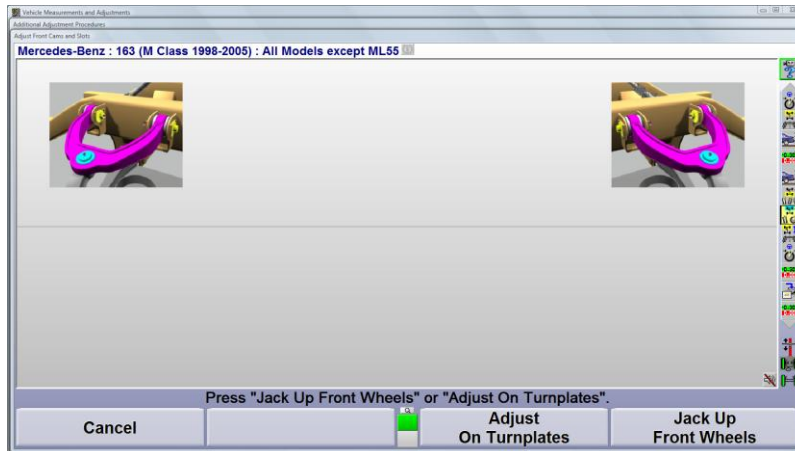 Vehicle Measurements and Adjustments
Additional Adjustment Procedures
Adjust Front Cams and Slots
Mercedes-Benz : 163 (M Class 1998-2005) : All Models except ML55
Press "Jack Up Front Wheels" or "Adjust On Turnplates".
Cancel
Adjust
On Turnplates
Jack Up
Front Wheels